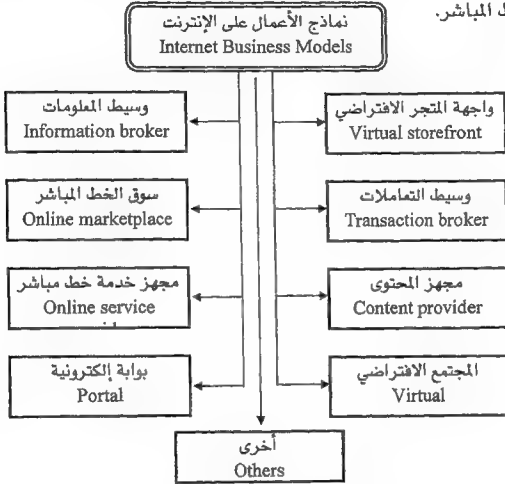 ط المباشر.
نماذج الأعمال على الإنترنت
Internet Business Models
واجهة المتجر الافتراضي
Virtual storefront
وسيط المعلومات
Information broker
وسيط التعاملات
Transaction broker
سوق الخط المباشر
Online marketplace
مجهز المحتوى
Content provider
مجهز خدمة خط مباشر
Online service
المجتمع الافتراضي
Virtual
بوابة إلكترونية
Portal
أخرى
Others